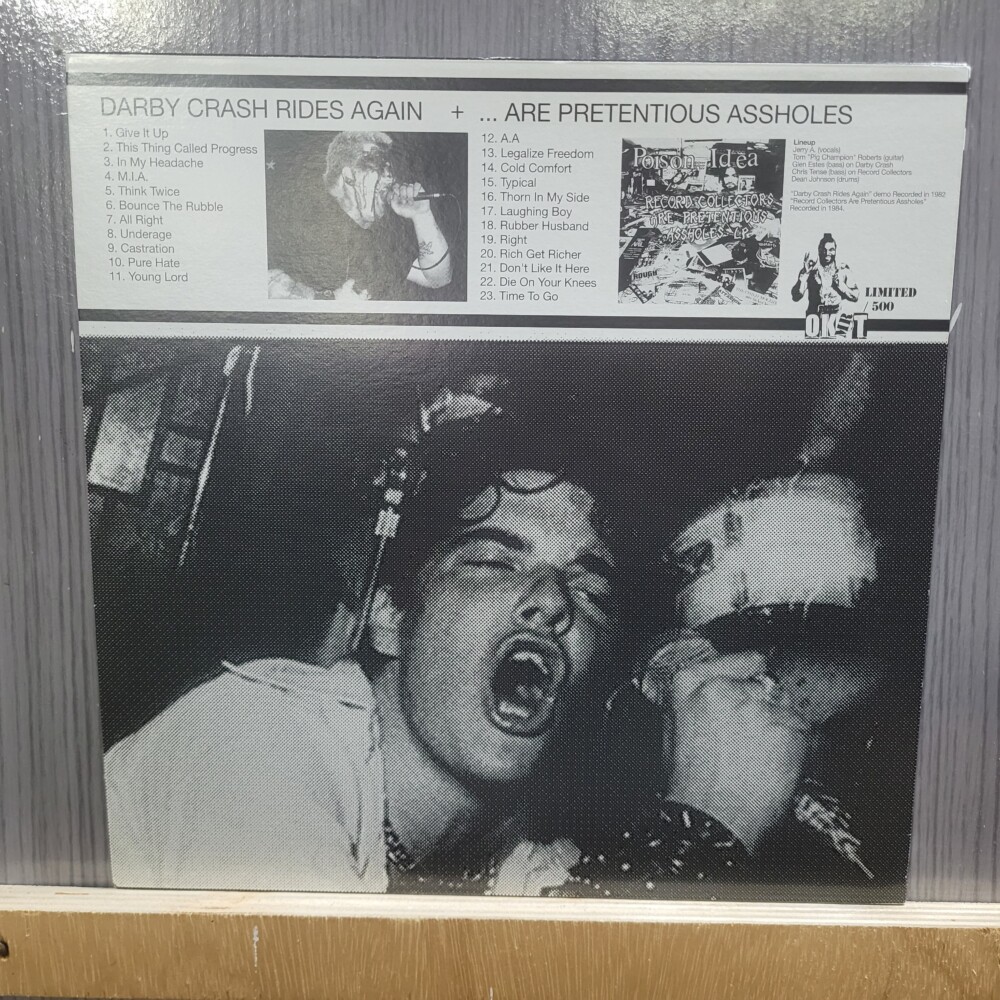 DARBY CRASH RIDES AGAIN + ... ARE PRETENTIOUS ASSHOLES
1. Give It Up
2. This Thing Called Progress
3. In My Headache
4. M.I.A.
5. Think Twice
6. Bounce The Rubble
7. All Right
8. Underage
9. Castration
10. Pure Hate
11. Young Lord
12. A.A
13. Legalize Freedom
14. Cold Comfort
15. Typical
16. Thorn In My Side
17. Laughing Boy
18. Rubber Husband
19. Right
20. Rich Get Richer
21. Don't Like It Here
22. Die On Your Knees
23. Time To Go
Poison Idea
RECORD COLLECTORS
ARE PRETENTIOUS
ASSHOLES LP
ROUGH
Lineup
Jerry A. (vocals)
Tom "Pig Champion" Roberts (guitar)
Glen Estes (bass) on Darby Crash
Chris Tense (bass) on Record Collectors
Dean Johnson (drums)
"Darby Crash Rides Again" demo Recorded in 1982
"Record Collectors Are Pretentious Assholes"
Recorded in 1984.
LIMITED
/ 500
OK MR T